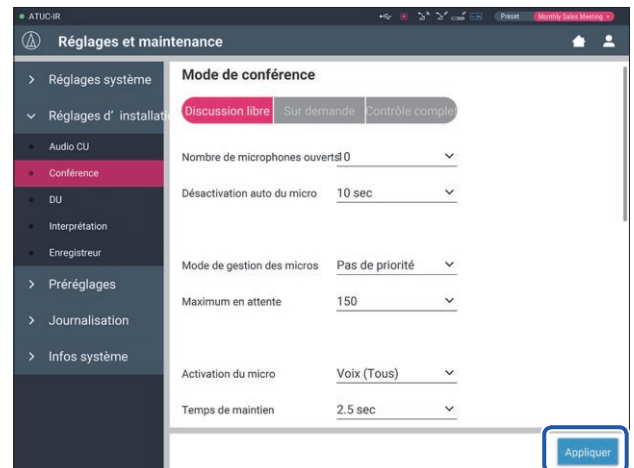 ATUC-IR
Preset Monthly Sales Meeting
Réglages et maintenance
Réglages système
Réglages d' installati
Audio CU
Conférence
DU
Interprétation
Enregistreur
Préréglages
Journalisation
Infos système
Mode de conférence
Discussion libre Sur demande Contrôle complet
Nombre de microphones ouverts 10
Désactivation auto du micro 10 sec
Mode de gestion des micros Pas de priorité
Maximum en attente 150
Activation du micro Voix (Tous)
Temps de maintien 2.5 sec
Appliquer